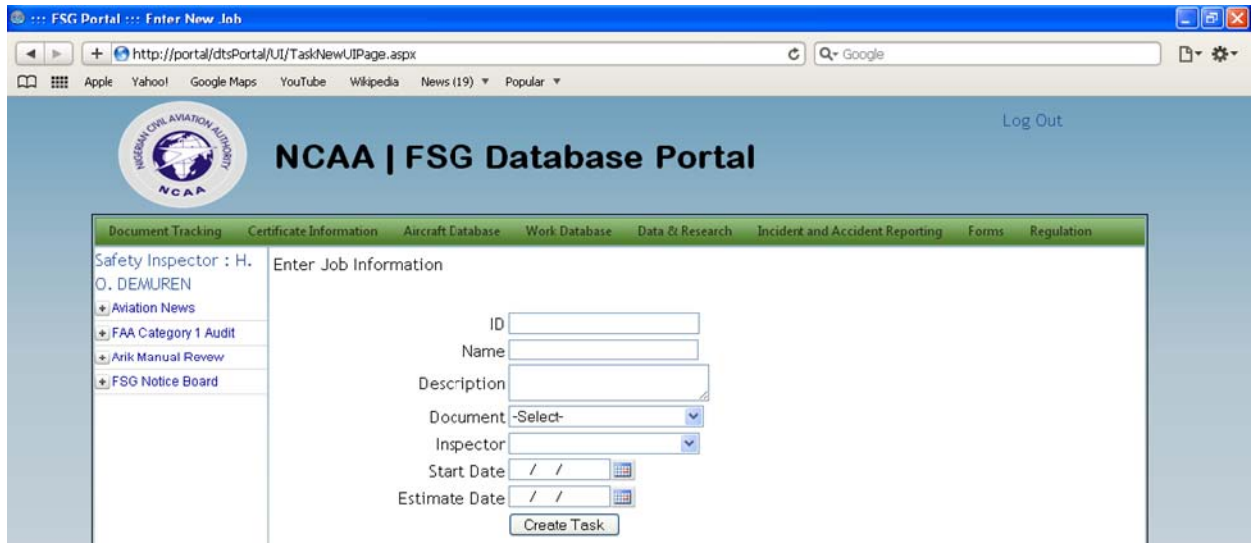 ::: FSG Portal ::: Enter New Job
http://portal/dtsPortal/UI/TaskNewUIPage.aspx
Google
Apple Yahoo! Google Maps YouTube Wikipedia News (19) Popular
Log Out
NIGERIAN CIVIL AVIATION AUTHORITY
NCAA
NCAA | FSG Database Portal
Document Tracking Certificate Information Aircraft Database Work Database Data & Research Incident and Accident Reporting Forms Regulation
Safety Inspector : H.
O. DEMUREN
Aviation News
FAA Category 1 Audit
Arik Manual Revew
FSG Notice Board
Enter Job Information
ID
Name
Description
Document -Select-
Inspector
Start Date / /
Estimate Date / /
Create Task